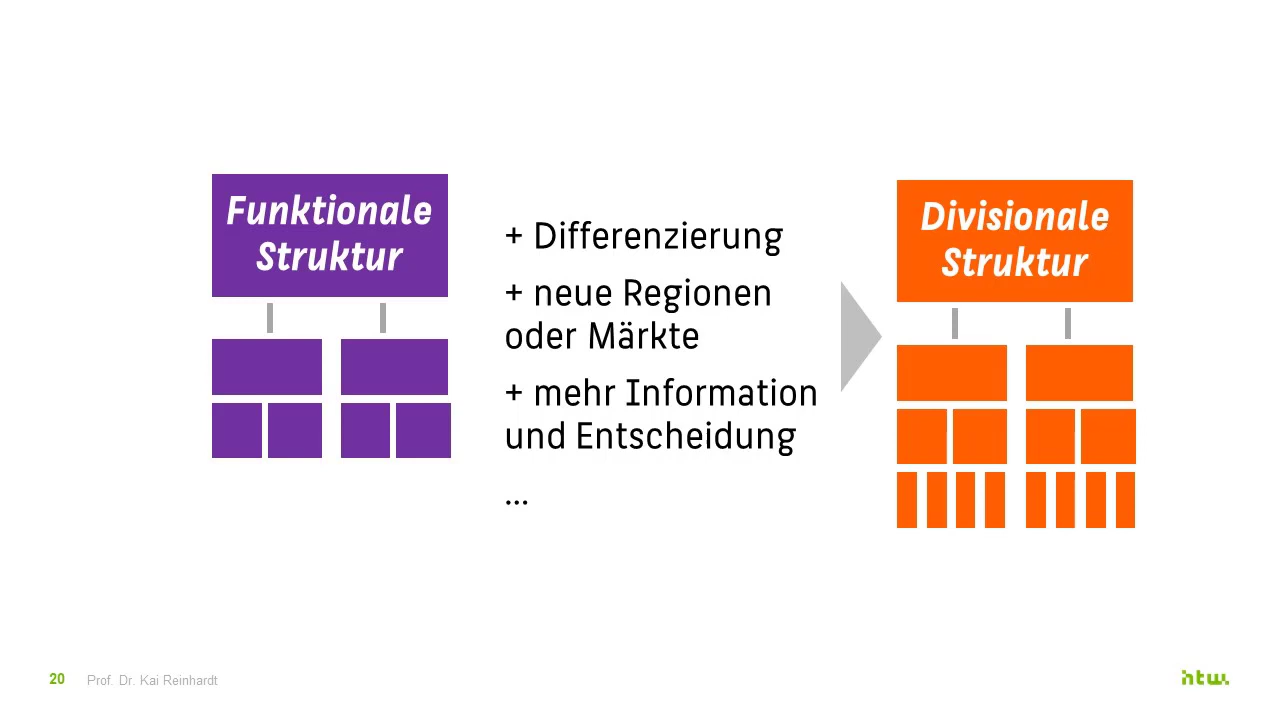 Funktionale
Struktur
+ Differenzierung
+ neue Regionen
oder Märkte
+ mehr Information
und Entscheidung
...
Divisionale
Struktur
20 Prof. Dr. Kai Reinhardt
htw.